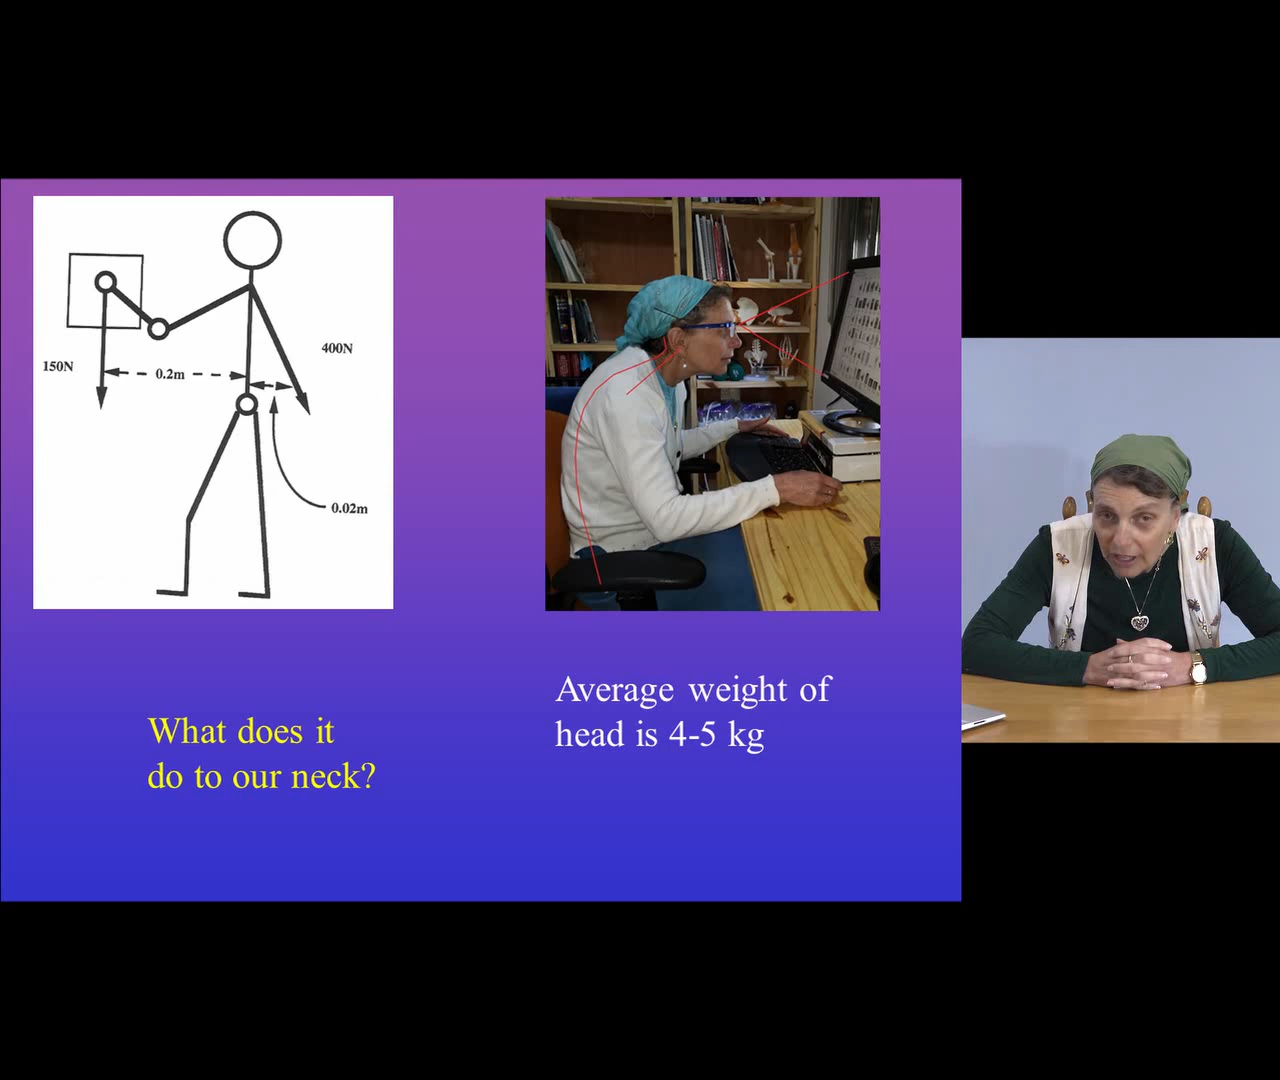 150N
0.2m
400N
0.02m
What does it
do to our neck?
Average weight of
head is 4-5 kg